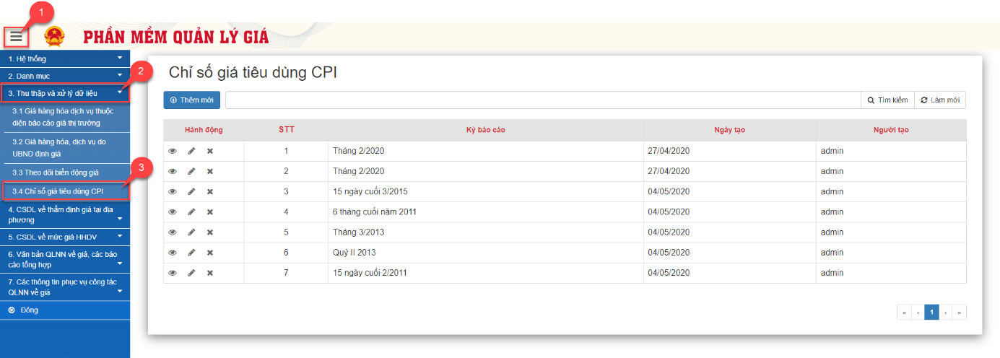 1
PHẦN MỀM QUẢN LÝ GIÁ
1. Hệ thống
2. Danh mục
2
3. Thu thập và xử lý dữ liệu
3.1 Giá hàng hóa dịch vụ thuộc
diện báo cáo giá thị trường
3.2 Giá hàng hóa, dịch vụ do
UBND định giá
3.3 Theo dõi biến động giá
3
3.4 Chỉ số giá tiêu dùng CPI
4. CSDL về thẩm định giá tại địa
phương
5. CSDL về mức giá HHDV
6. Văn bản QLNN về giá, các báo
cáo tổng hợp
7. Các thông tin phục vụ công tác
QLNN về giá
Đóng
Chỉ số giá tiêu dùng CPI
Thêm mới Tìm kiếm Làm mới
Hành động STT Kỳ báo cáo Ngày tạo Người tạo
1 Tháng 2/2020 27/04/2020 admin
2 Tháng 2/2020 27/04/2020 admin
3 15 ngày cuối 3/2015 04/05/2020 admin
4 6 tháng cuối năm 2011 04/05/2020 admin
5 Tháng 3/2013 04/05/2020 admin
6 Quý II 2013 04/05/2020 admin
7 15 ngày cuối 2/2011 04/05/2020 admin
« ‹ 1 › »